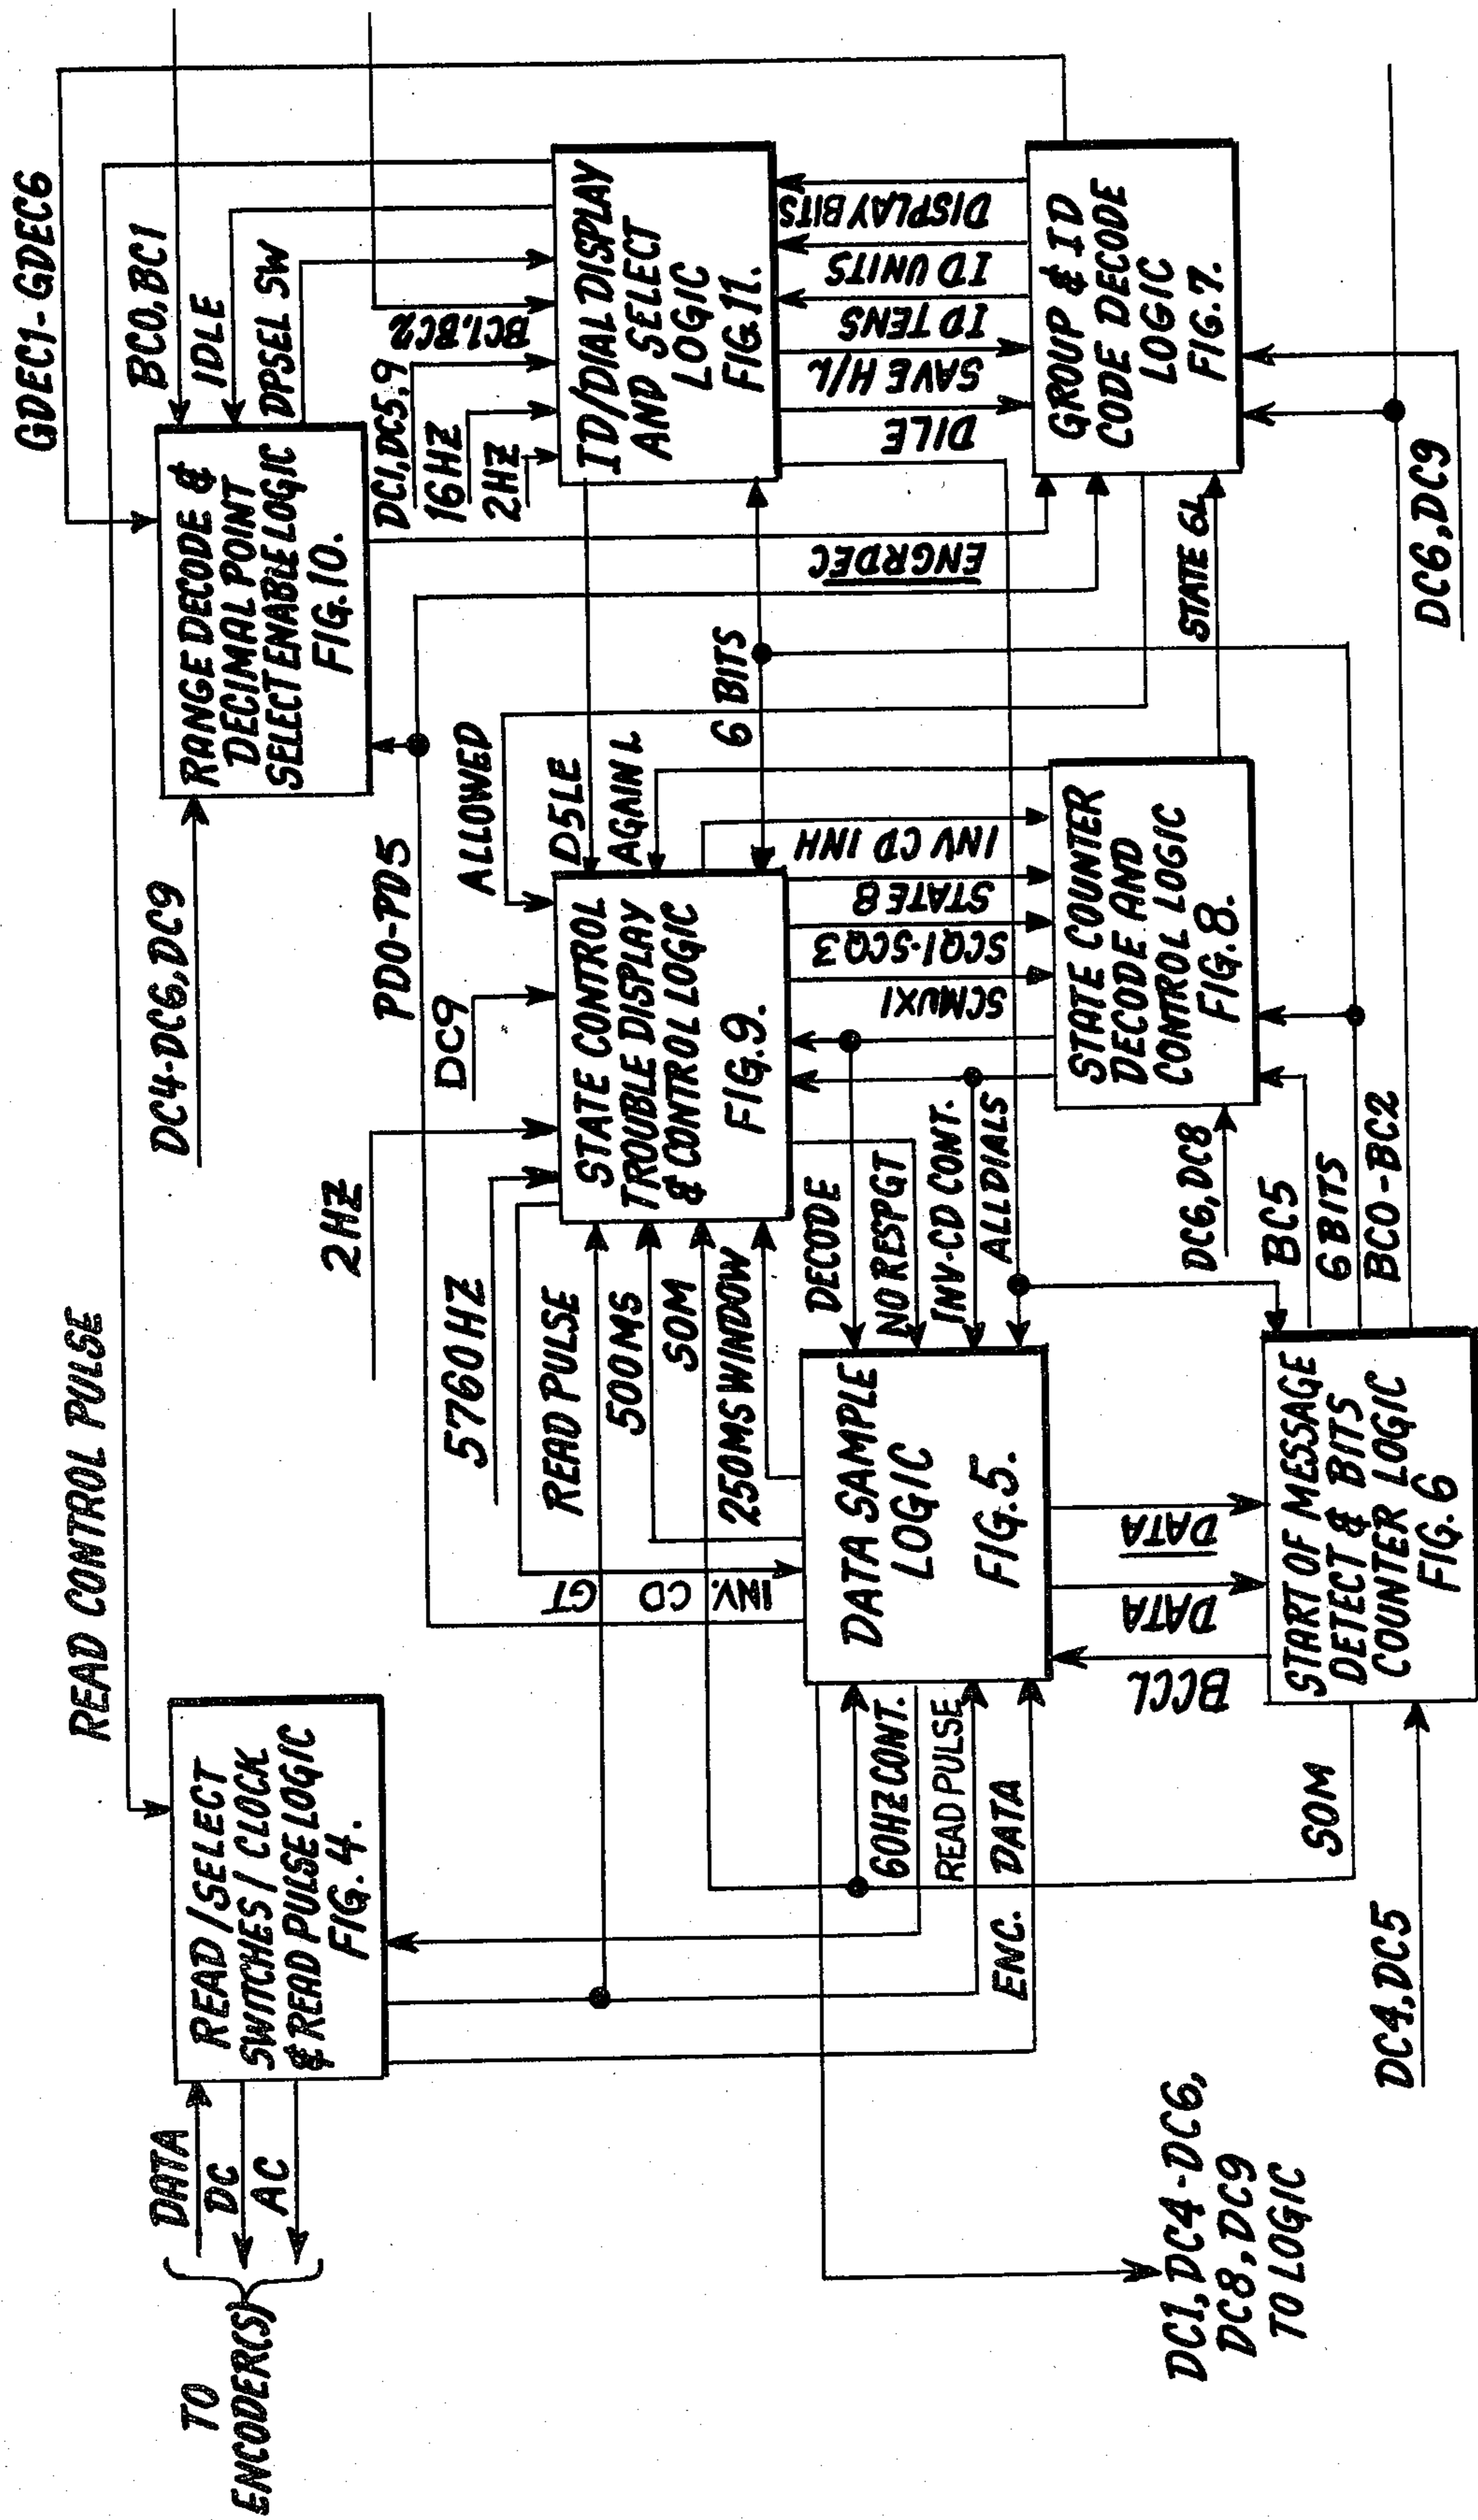 TO
ENCODER(S)
DATA
DC
AC
READ / SELECT
SWITCHES / CLOCK
& READ PULSE LOGIC
FIG. 4.
READ CONTROL PULSE
GDEC1-GDEC6
BC0, BC1
IDLE
DPSEL SW
DC4-DC6, DC9
RANGE DECODE &
DECIMAL POINT
SELECT ENABLE LOGIC
FIG. 10.
PD0-PD5
2HZ
5760 HZ
DC9
ALLOWED
DC1, DC5, 9
16HZ
2HZ
BC1, BC2
READ PULSE
500MS
SOM
250MS WINDOW
GT
INV. CD
STATE CONTROL
TROUBLE DISPLAY
& CONTROL LOGIC
FIG. 9.
D5LE
AGAIN L
6 BITS
ID/DIAL DISPLAY
AND SELECT
LOGIC
FIG. 11.
DECODE
NO RESPGT
INV-CD CONT.
ALL DIALS
SCMUX1
SCQ1-SCQ3
STATE 8
INV CD INH
ENGRDEC
DILE
SAVE H/L
ID TENS
ID UNITS
DISPLAY BITS
60HZ CONT.
READ PULSE
ENC. DATA
DATA SAMPLE
LOGIC
FIG. 5.
STATE COUNTER
DECODE AND
CONTROL LOGIC
FIG. 8.
STATE 6L
GROUP & ID
CODE DECODE
LOGIC
FIG. 7.
BCCL
DATA
DATA
DC6, DC8
BC5
6 BITS
BC0-BC2
DC6, DC9
SOM
DC4, DC5
START OF MESSAGE
DETECT & BITS
COUNTER LOGIC
FIG. 6
DC1, DC4-DC6,
DC8, DC9
TO LOGIC